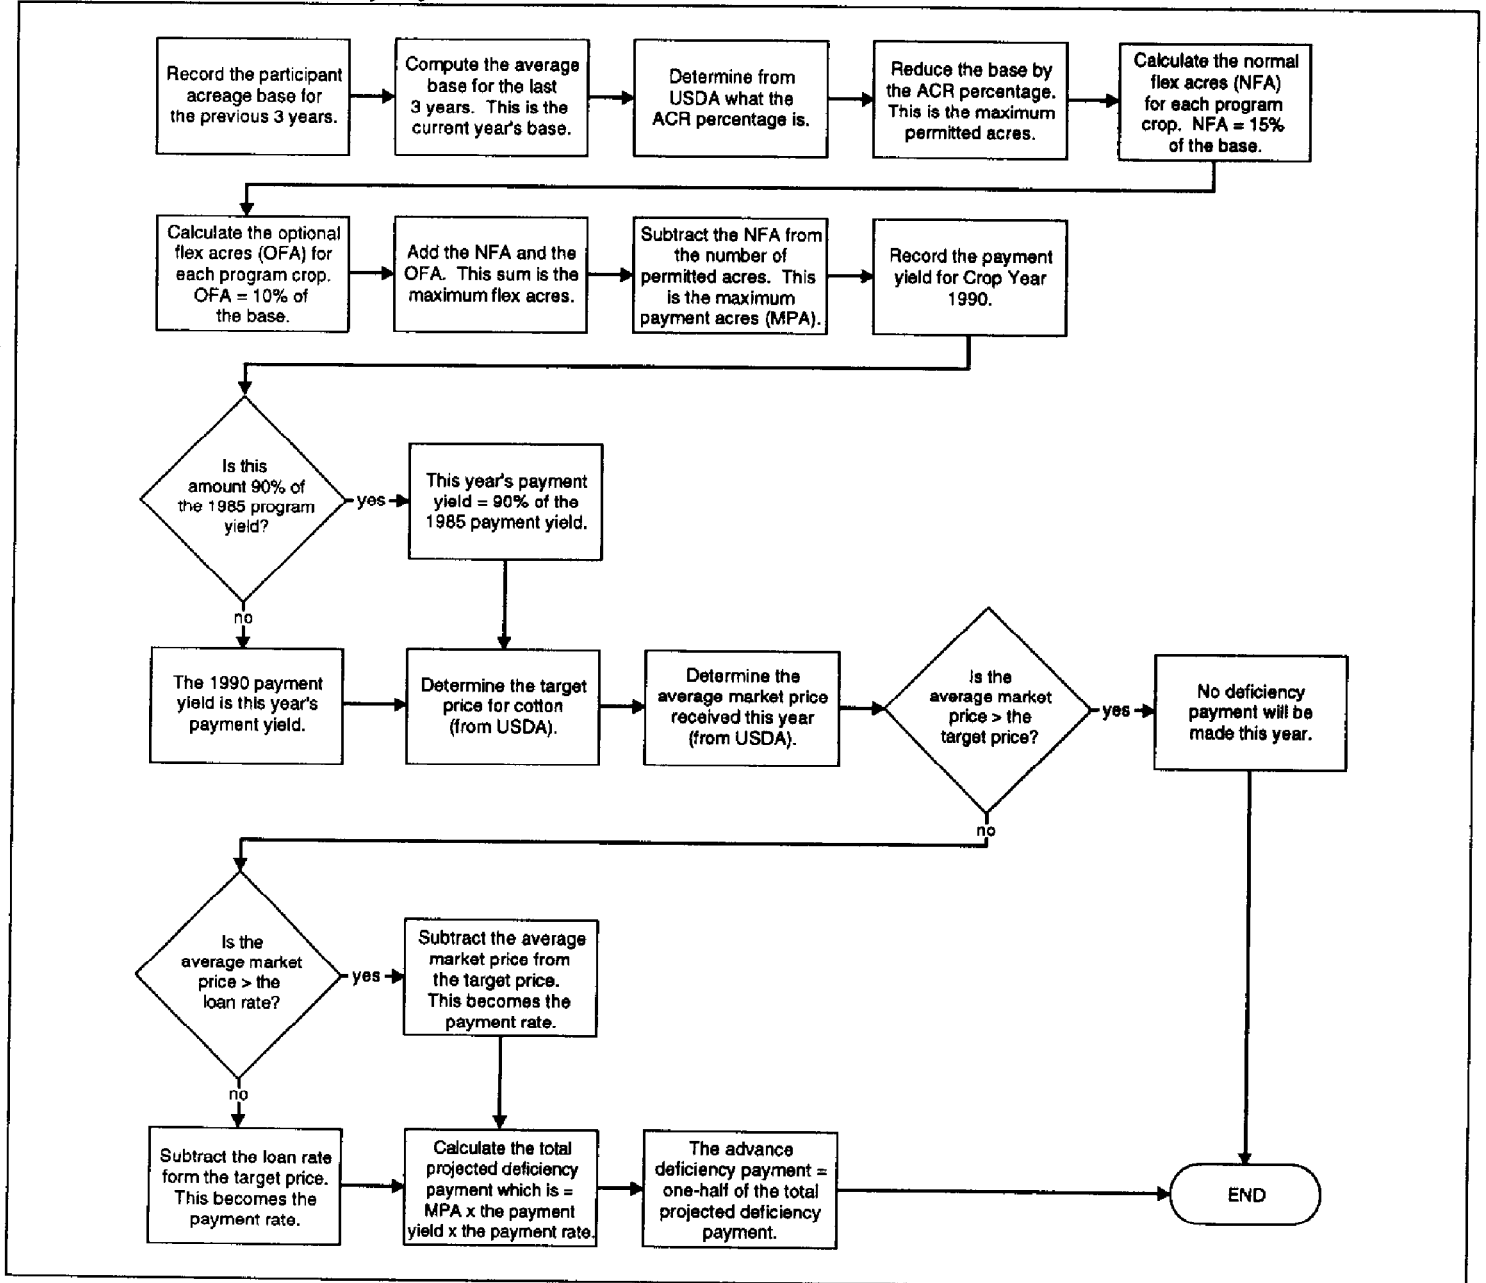 Record the participant
acreage base for
the previous 3 years.
Compute the average
base for the last
3 years. This is the
current year's base.
Determine from
USDA what the
ACR percentage is.
Reduce the base by
the ACR percentage.
This is the maximum
permitted acres.
Calculate the normal
flex acres (NFA)
for each program
crop. NFA = 15%
of the base.
Calculate the optional
flex acres (OFA) for
each program crop.
OFA = 10% of
the base.
Add the NFA and the
OFA. This sum is the
maximum flex acres.
Subtract the NFA from
the number of
permitted acres. This
is the maximum
payment acres (MPA).
Record the payment
yield for Crop Year
1990.
Is this
amount 90% of
the 1985 program
yield?
yes
This year's payment
yield = 90% of the
1985 payment yield.
no
The 1990 payment
yield is this year's
payment yield.
Determine the target
price for cotton
(from USDA).
Determine the
average market price
received this year
(from USDA).
Is the
average market
price > the
target price?
yes
No deficiency
payment will be
made this year.
no
Is the
average market
price > the
loan rate?
yes
Subtract the average
market price from
the target price.
This becomes the
payment rate.
no
Subtract the loan rate
form the target price.
This becomes the
payment rate.
Calculate the total
projected deficiency
payment which is =
MPA x the payment
yield x the payment rate.
The advance
deficiency payment =
one-half of the total
projected deficiency
payment.
END